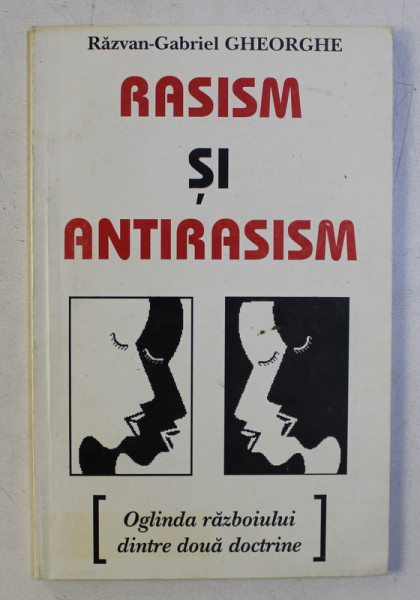 Răzvan-Gabriel GHEORGHE
RASISM
ȘI
ANTIRASISM
[ Oglinda războiului
dintre două doctrine ]